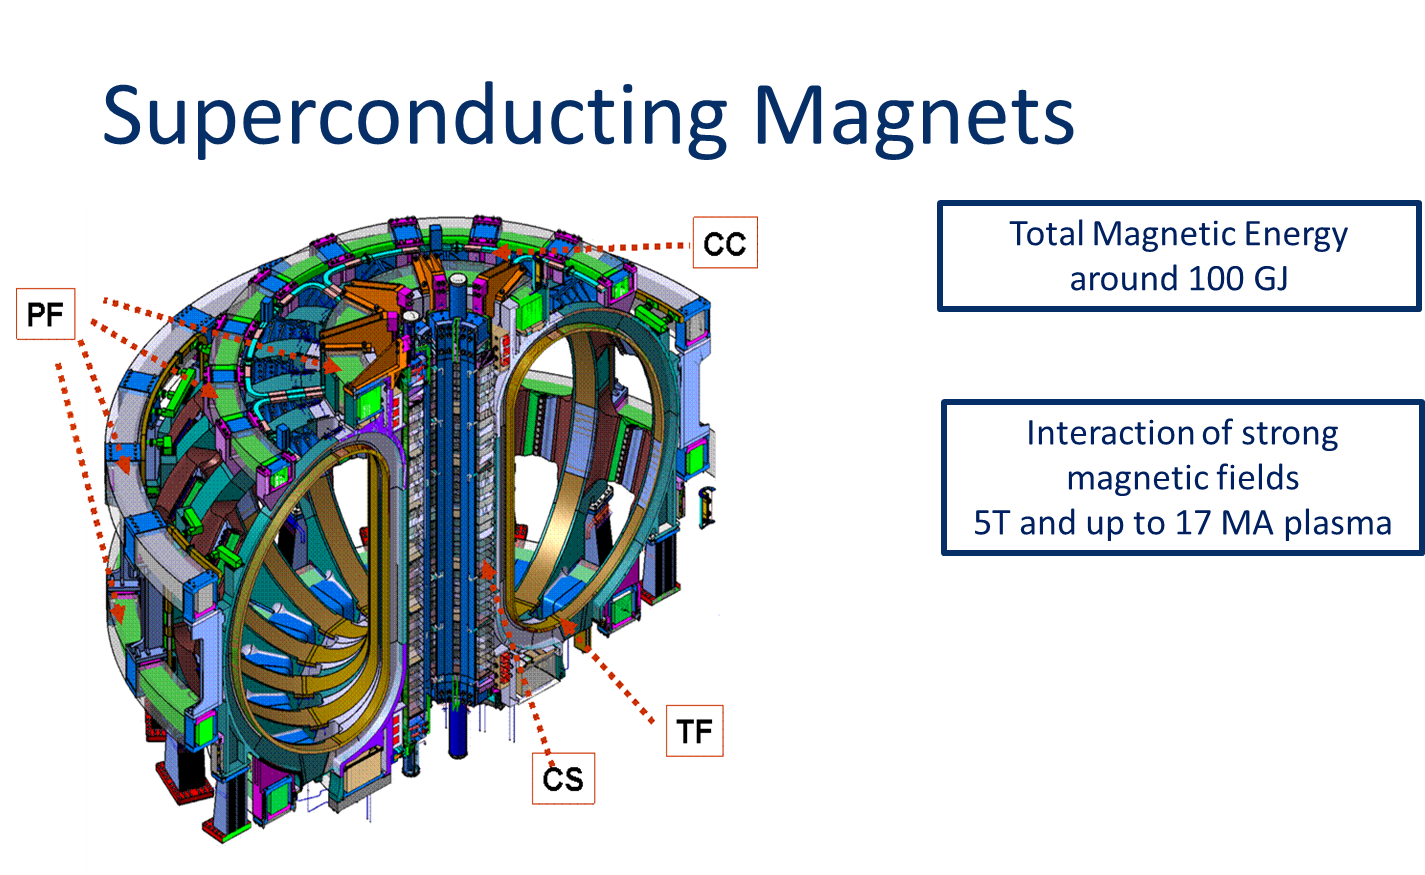 Superconducting Magnets
CC
PF
TF
CS
Total Magnetic Energy
around 100 GJ
Interaction of strong
magnetic fields
5T and up to 17 MA plasma